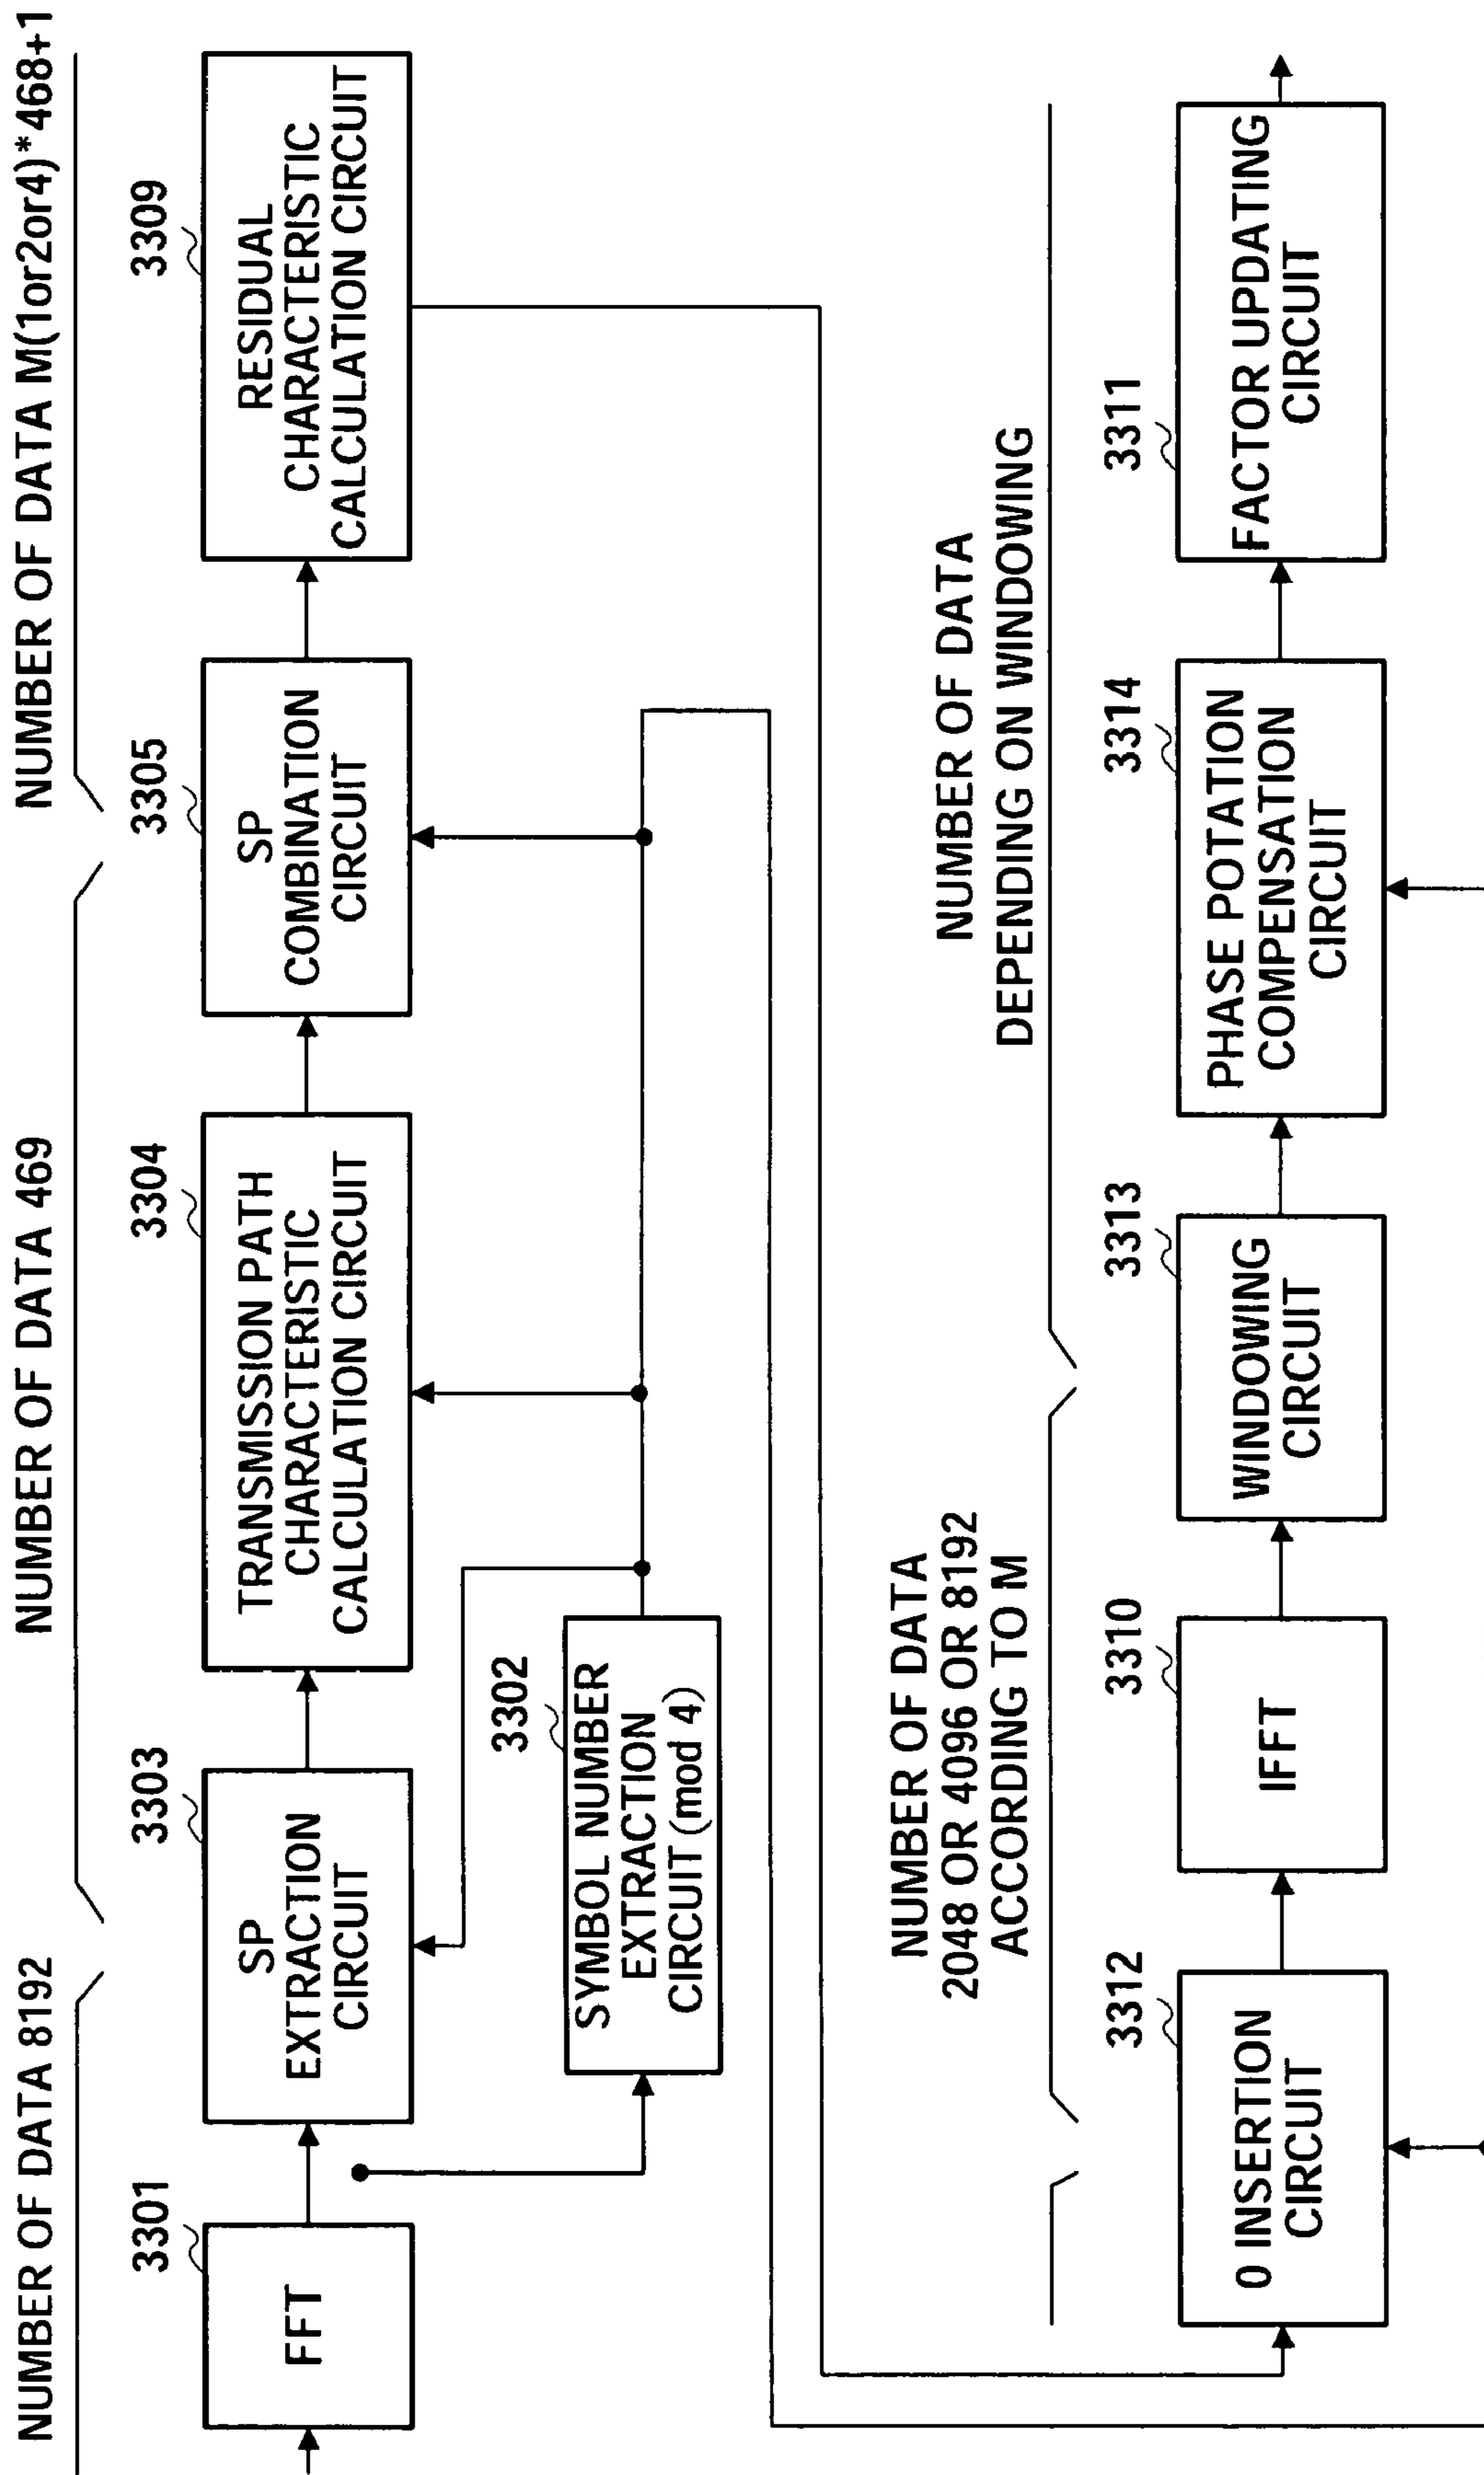 NUMBER OF DATA 8192
NUMBER OF DATA 469
NUMBER OF DATA M(1or2or4)*468+1
3301
FFT
3303
SP
EXTRACTION
CIRCUIT
3304
TRANSMISSION PATH
CHARACTERISTIC
CALCULATION CIRCUIT
3305
SP
COMBINATION
CIRCUIT
3309
RESIDUAL
CHARACTERISTIC
CALCULATION CIRCUIT
3302
SYMBOL NUMBER
EXTRACTION
CIRCUIT (mod 4)
NUMBER OF DATA
2048 OR 4096 OR 8192
ACCORDING TO M
NUMBER OF DATA
DEPENDING ON WINDOWING
3312
0 INSERTION
CIRCUIT
3310
IFFT
3313
WINDOWING
CIRCUIT
3314
PHASE POTATION
COMPENSATION
CIRCUIT
3311
FACTOR UPDATING
CIRCUIT